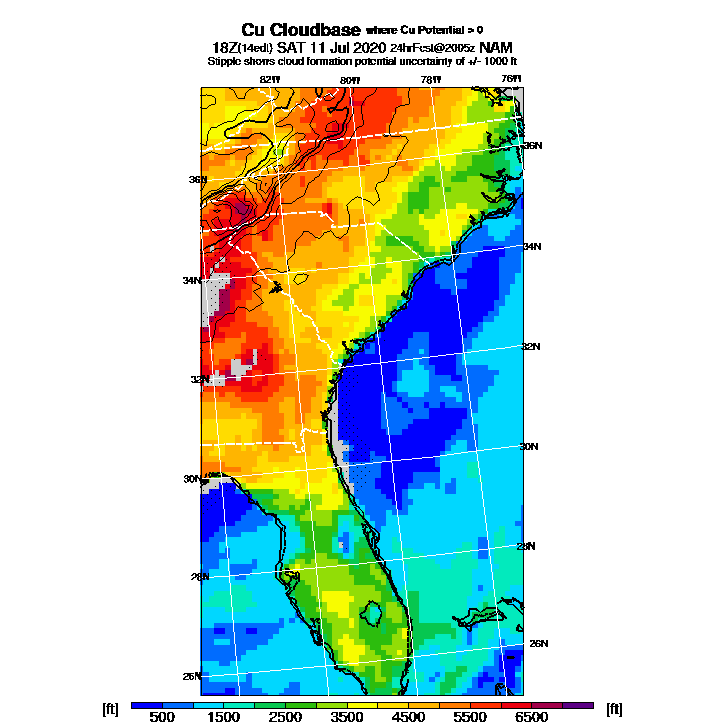 Cu Cloudbase where Cu Potential > 0
18Z(14edt) SAT 11 Jul 2020 24hrFcst@2005z NAM
Stipple shows cloud formation potential uncertainty of +/- 1000 ft
82W 80W 78W 76W
36N
36N
34N
34N
32N
32N
30N
30N
28N
28N
26N
26N
[ft] 500 1500 2500 3500 4500 5500 6500 [ft]